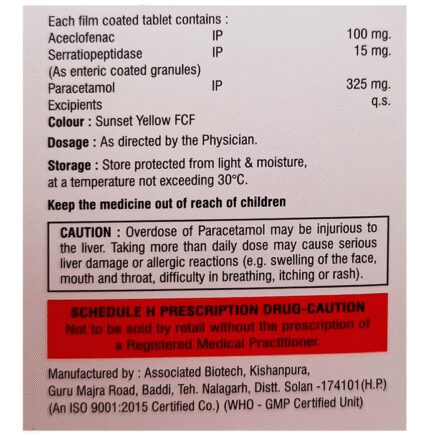 Each film coated tablet contains :
Aceclofenac IP 100 mg.
Serratiopeptidase IP 15 mg.
(As enteric coated granules)
Paracetamol IP 325 mg.
Excipients q.s.
Colour : Sunset Yellow FCF
Dosage : As directed by the Physician.
Storage : Store protected from light & moisture,
at a temperature not exceeding 30°C.
Keep the medicine out of reach of children
CAUTION : Overdose of Paracetamol may be injurious to
the liver. Taking more than daily dose may cause serious
liver damage or allergic reactions (e.g. swelling of the face,
mouth and throat, difficulty in breathing, itching or rash).
SCHEDULE H PRESCRIPTION DRUG-CAUTION
Not to be sold by retail without the prescription of
a Registered Medical Practitioner.
Manufactured by : Associated Biotech, Kishanpura,
Guru Majra Road, Baddi, Teh. Nalagarh, Distt. Solan -174101(H.P.)
(An ISO 9001:2015 Certified Co.) (WHO - GMP Certified Unit)